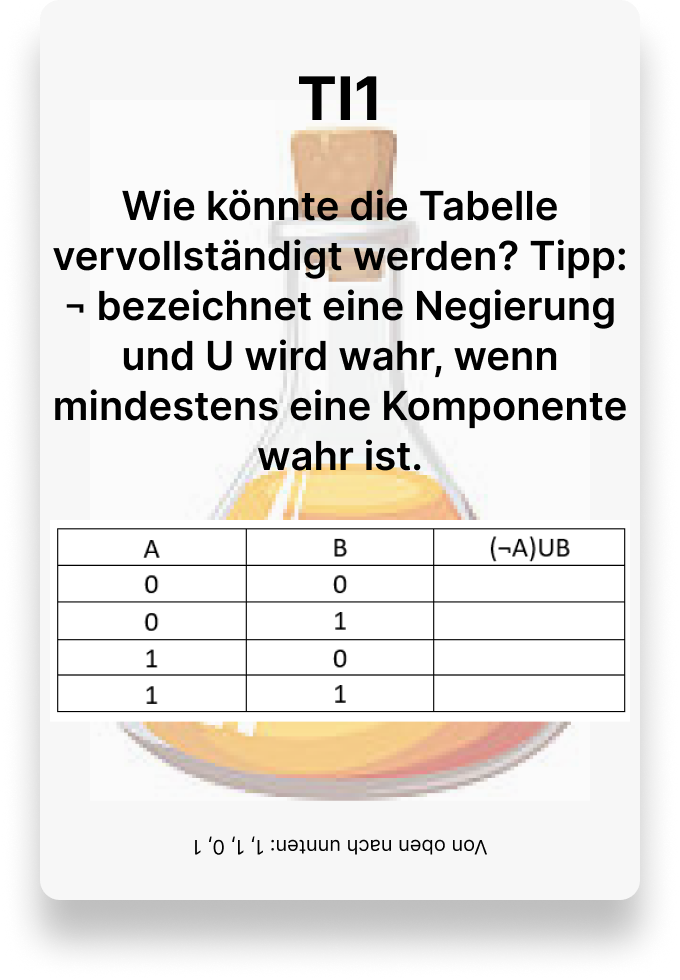 TI1
Wie könnte die Tabelle
vervollständigt werden? Tipp:
¬ bezeichnet eine Negierung
und U wird wahr, wenn
mindestens eine Komponente
wahr ist.
A B (¬A)UB
0 0
0 1
1 0
1 1
Von oben nach unnten: 1, 1, 0, 1